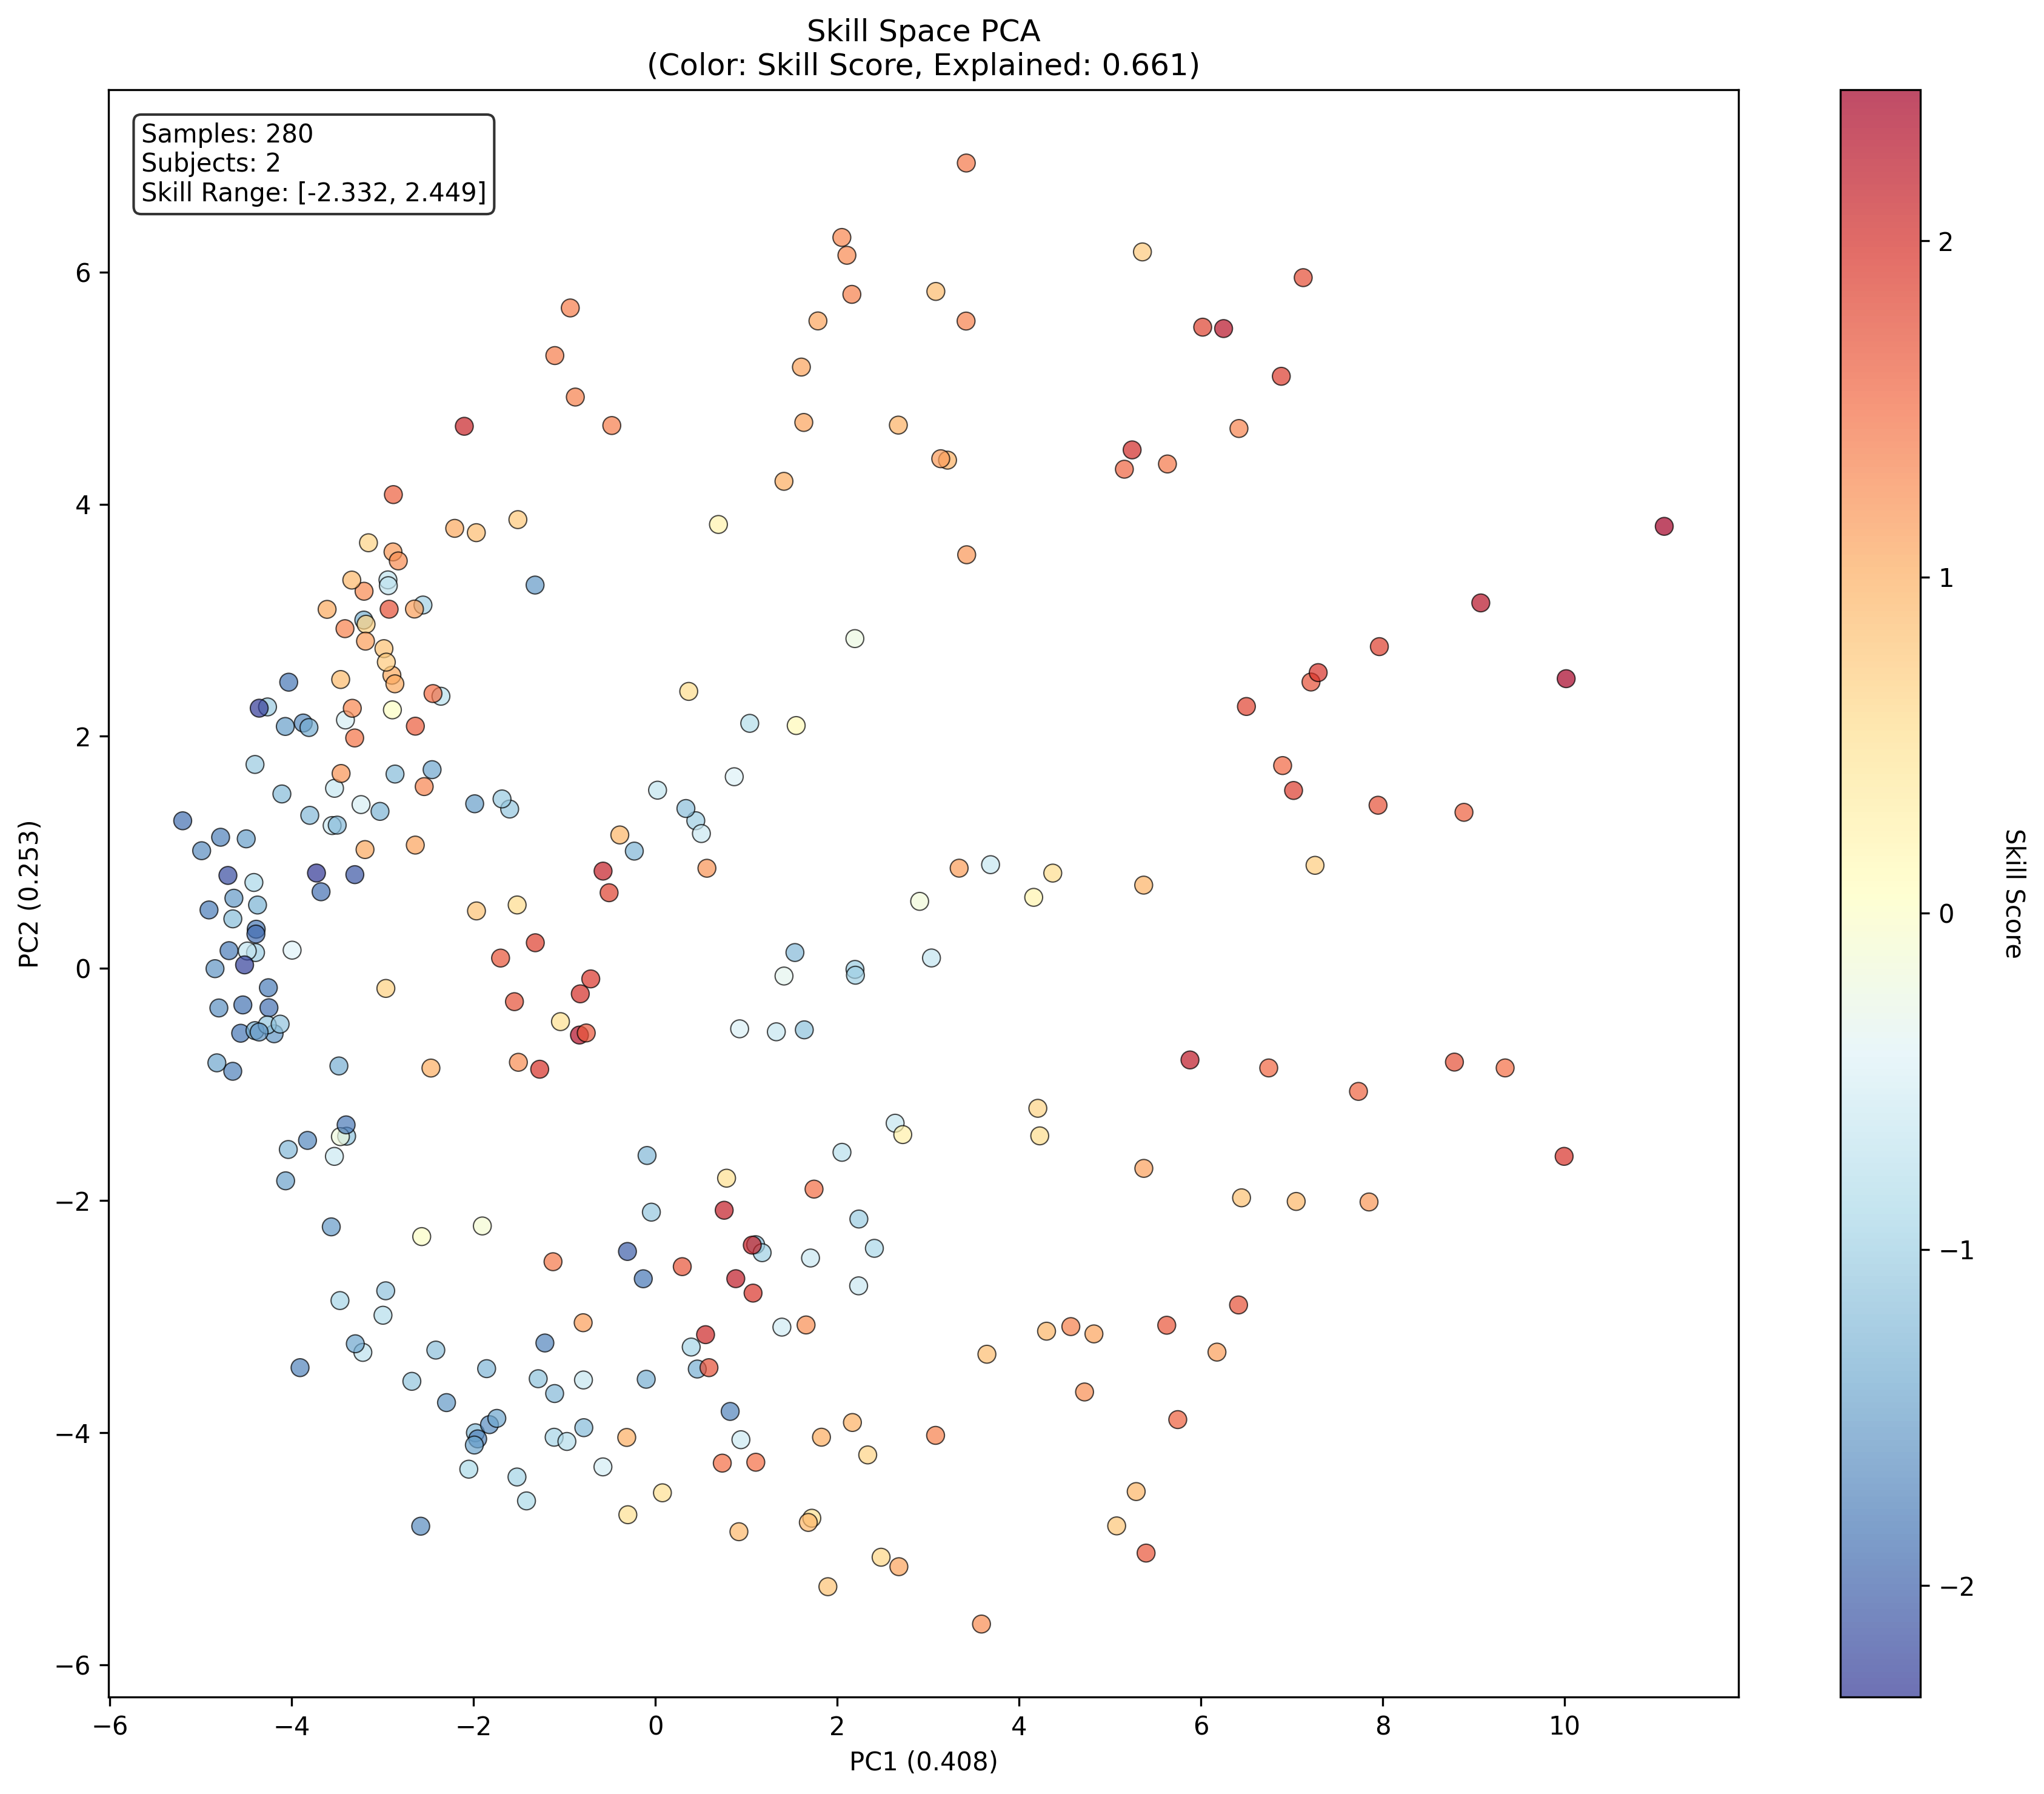 Skill Space PCA
(Color: Skill Score, Explained: 0.661)
Samples: 280
Subjects: 2
Skill Range: [-2.332, 2.449]
6
4
2
0
−2
−4
−6
PC2 (0.253)
−6
−4
−2
0
2
4
6
8
10
PC1 (0.408)
2
1
0
−1
−2
Skill Score